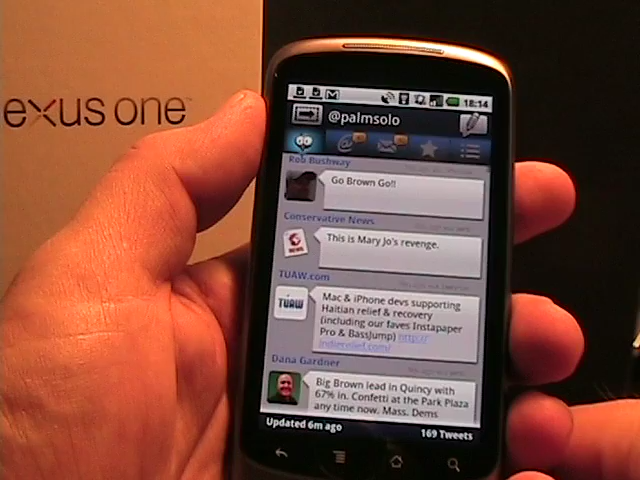 exus one
18:14
@palmsolo
Rob Bushway
Go Brown Go!!
Conservative News
This is Mary Jo's revenge.
TUAW.com
TUAW
Mac & iPhone devs supporting
Haitian relief & recovery
(including our faves Instapaper
Pro & BassJump) http://
indierelief.com/
Dana Gardner
Big Brown lead in Quincy with
67% in. Confetti at the Park Plaza
any time now. Mass. Dems
Updated 6m ago
169 Tweets